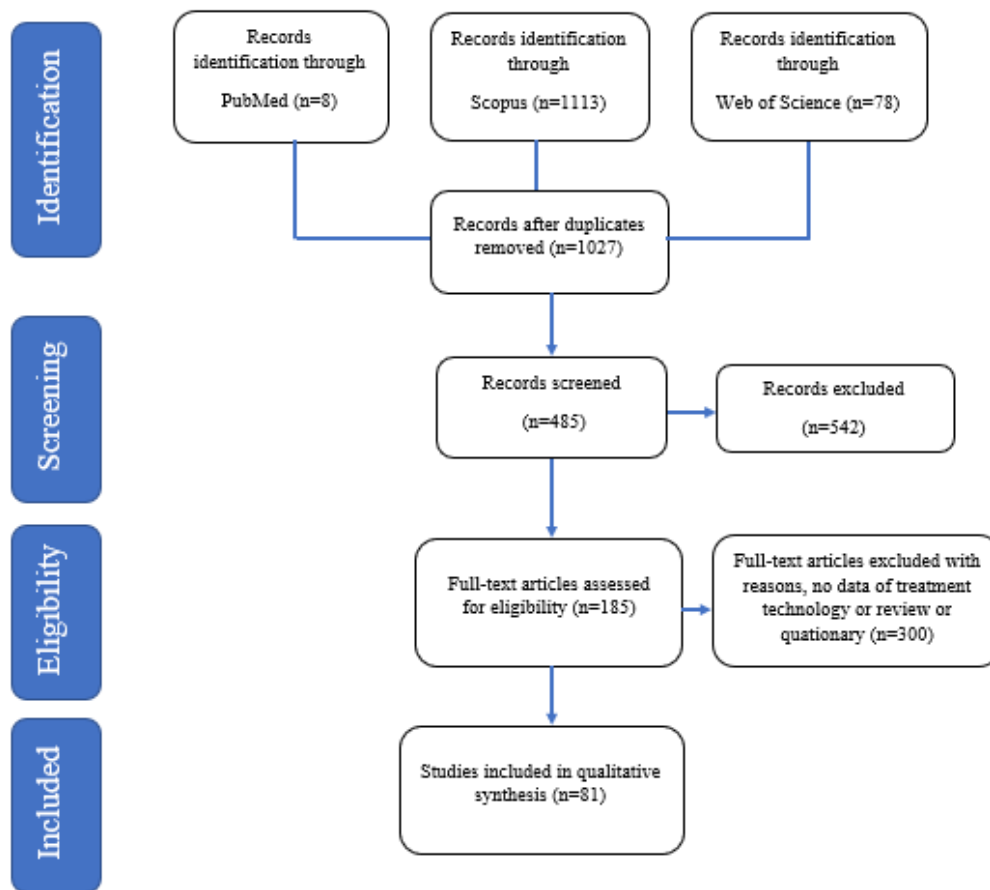 Identification
Records
identification through
PubMed (n=8)
Records identification
through
Scopus (n=1113)
Records identification
through
Web of Science (n=78)
Records after duplicates
removed (n=1027)
Screening
Records screened
(n=485)
Records excluded
(n=542)
Eligibility
Full-text articles assessed
for eligibility (n=185)
Full-text articles excluded with
reasons, no data of treatment
technology or review or
quationary (n=300)
Included
Studies included in qualitative
synthesis (n=81)